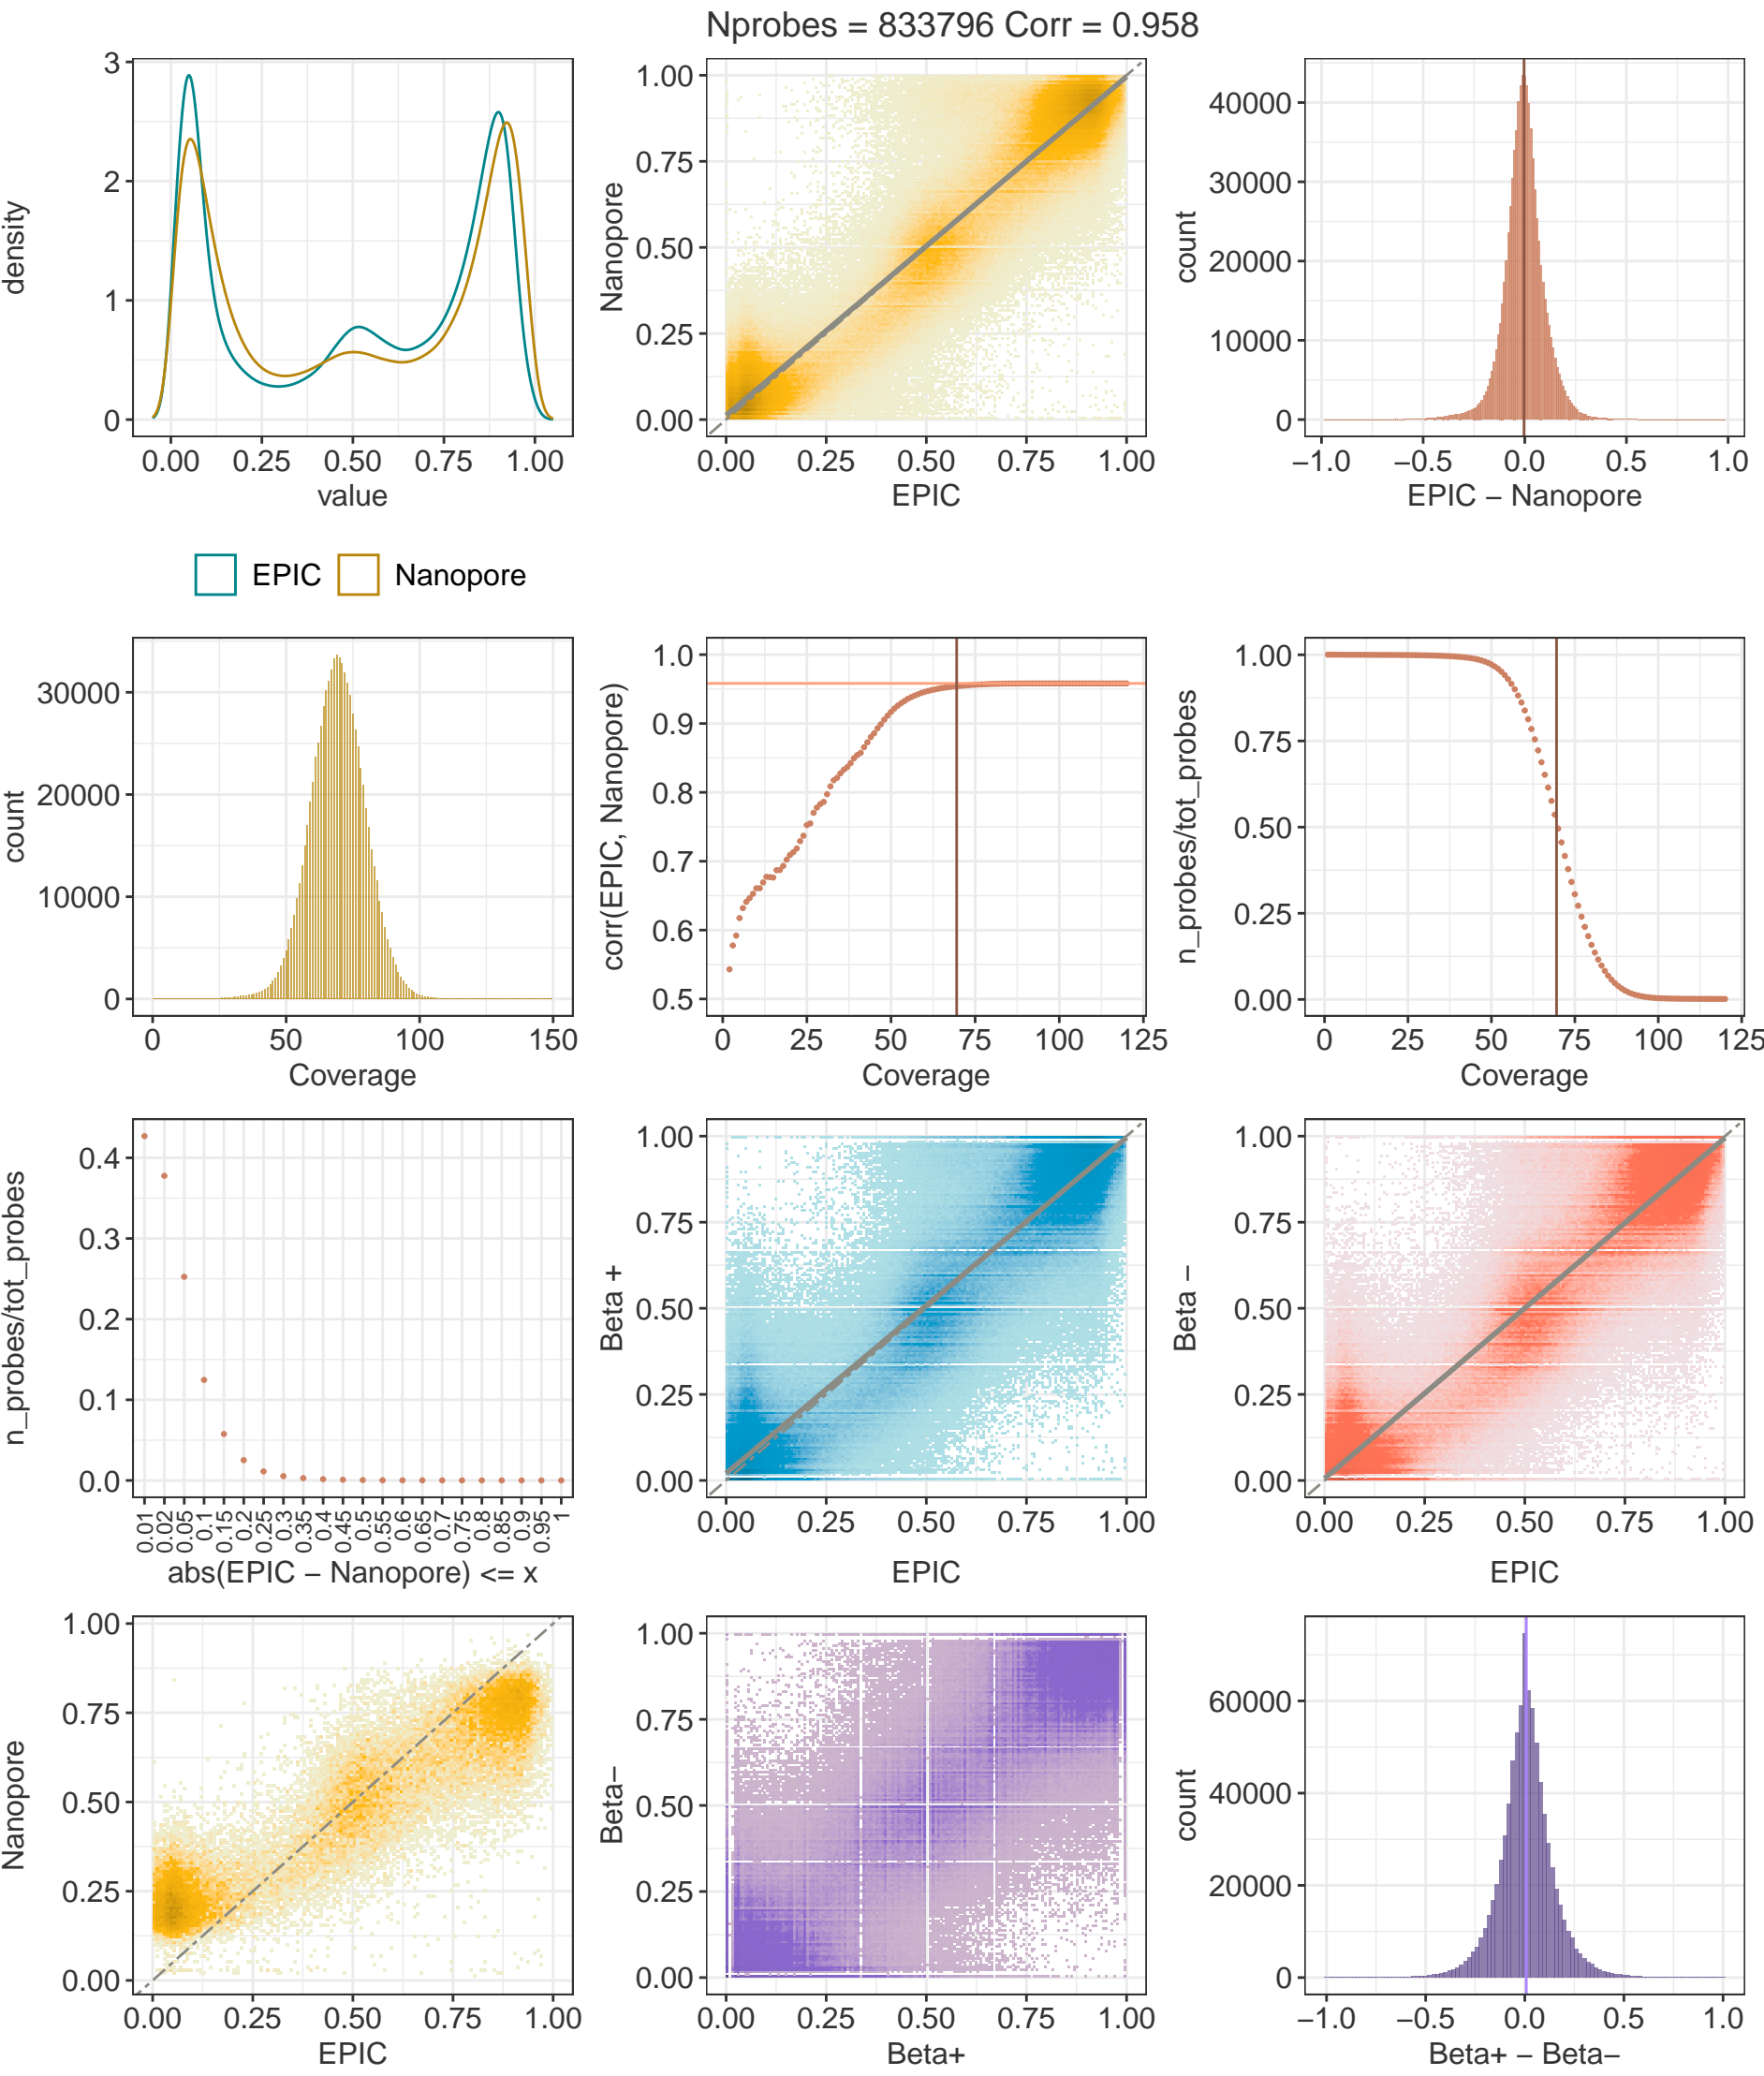 Nprobes = 833796 Corr = 0.958
density
3
2
1
0
0.00 0.25 0.50 0.75 1.00
value
EPIC Nanopore
Nanopore
1.00
0.75
0.50
0.25
0.00
0.00 0.25 0.50 0.75 1.00
EPIC
count
40000
30000
20000
10000
0
−1.0 −0.5 0.0 0.5 1.0
EPIC − Nanopore
count
30000
20000
10000
0
0 50 100 150
Coverage
corr(EPIC, Nanopore)
1.0
0.9
0.8
0.7
0.6
0.5
0 25 50 75 100 125
Coverage
n_probes/tot_probes
1.00
0.75
0.50
0.25
0.00
0 25 50 75 100 125
Coverage
n_probes/tot_probes
0.4
0.3
0.2
0.1
0.0
0.01 0.02 0.05 0.1 0.15 0.2 0.25 0.3 0.35 0.4 0.45 0.5 0.55 0.6 0.65 0.7 0.75 0.8 0.85 0.9 0.95 1
abs(EPIC − Nanopore) <= x
Beta +
1.00
0.75
0.50
0.25
0.00
0.00 0.25 0.50 0.75 1.00
EPIC
Beta −
1.00
0.75
0.50
0.25
0.00
0.00 0.25 0.50 0.75 1.00
EPIC
Nanopore
1.00
0.75
0.50
0.25
0.00
0.00 0.25 0.50 0.75 1.00
EPIC
Beta−
1.00
0.75
0.50
0.25
0.00
0.00 0.25 0.50 0.75 1.00
Beta+
count
60000
40000
20000
0
−1.0 −0.5 0.0 0.5 1.0
Beta+ − Beta−